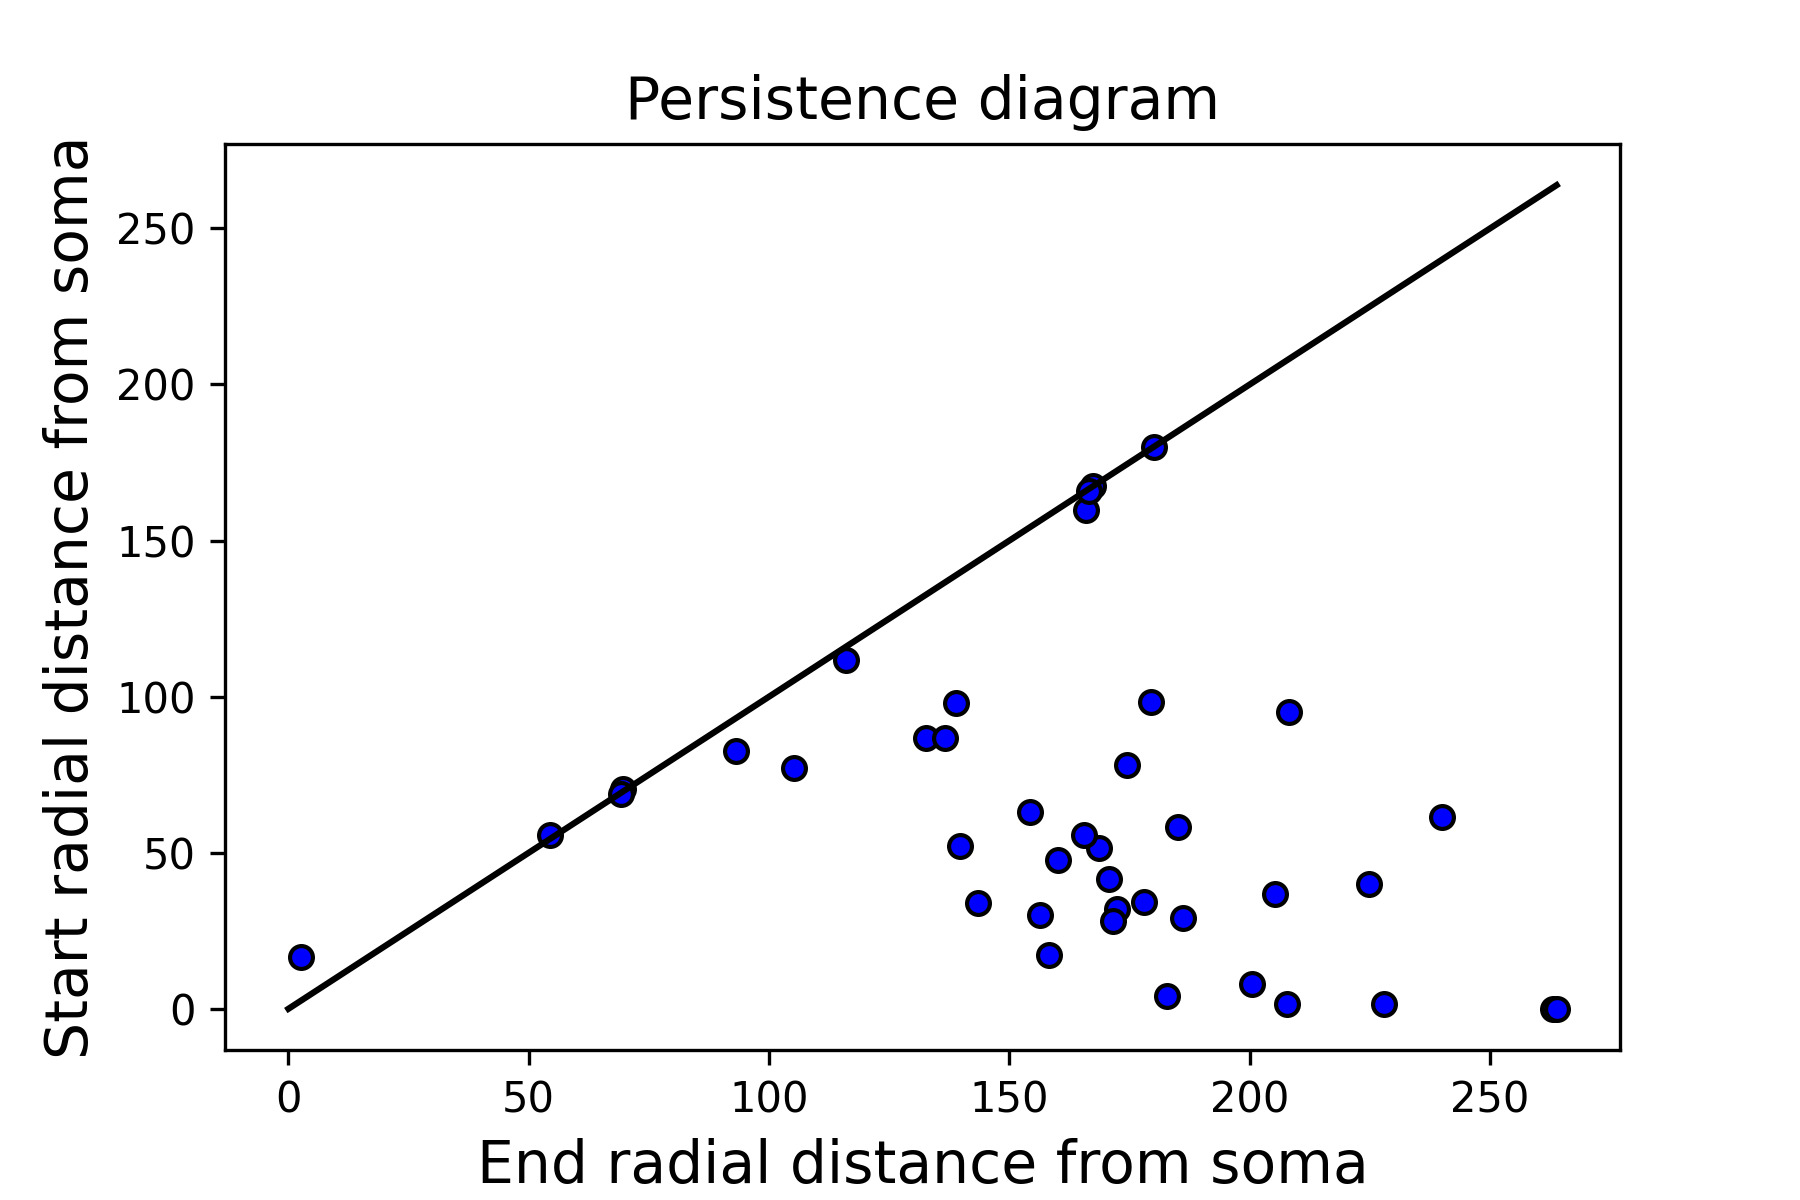 Persistence diagram
Start radial distance from soma
250
200
150
100
50
0
0 50 100 150 200 250
End radial distance from soma